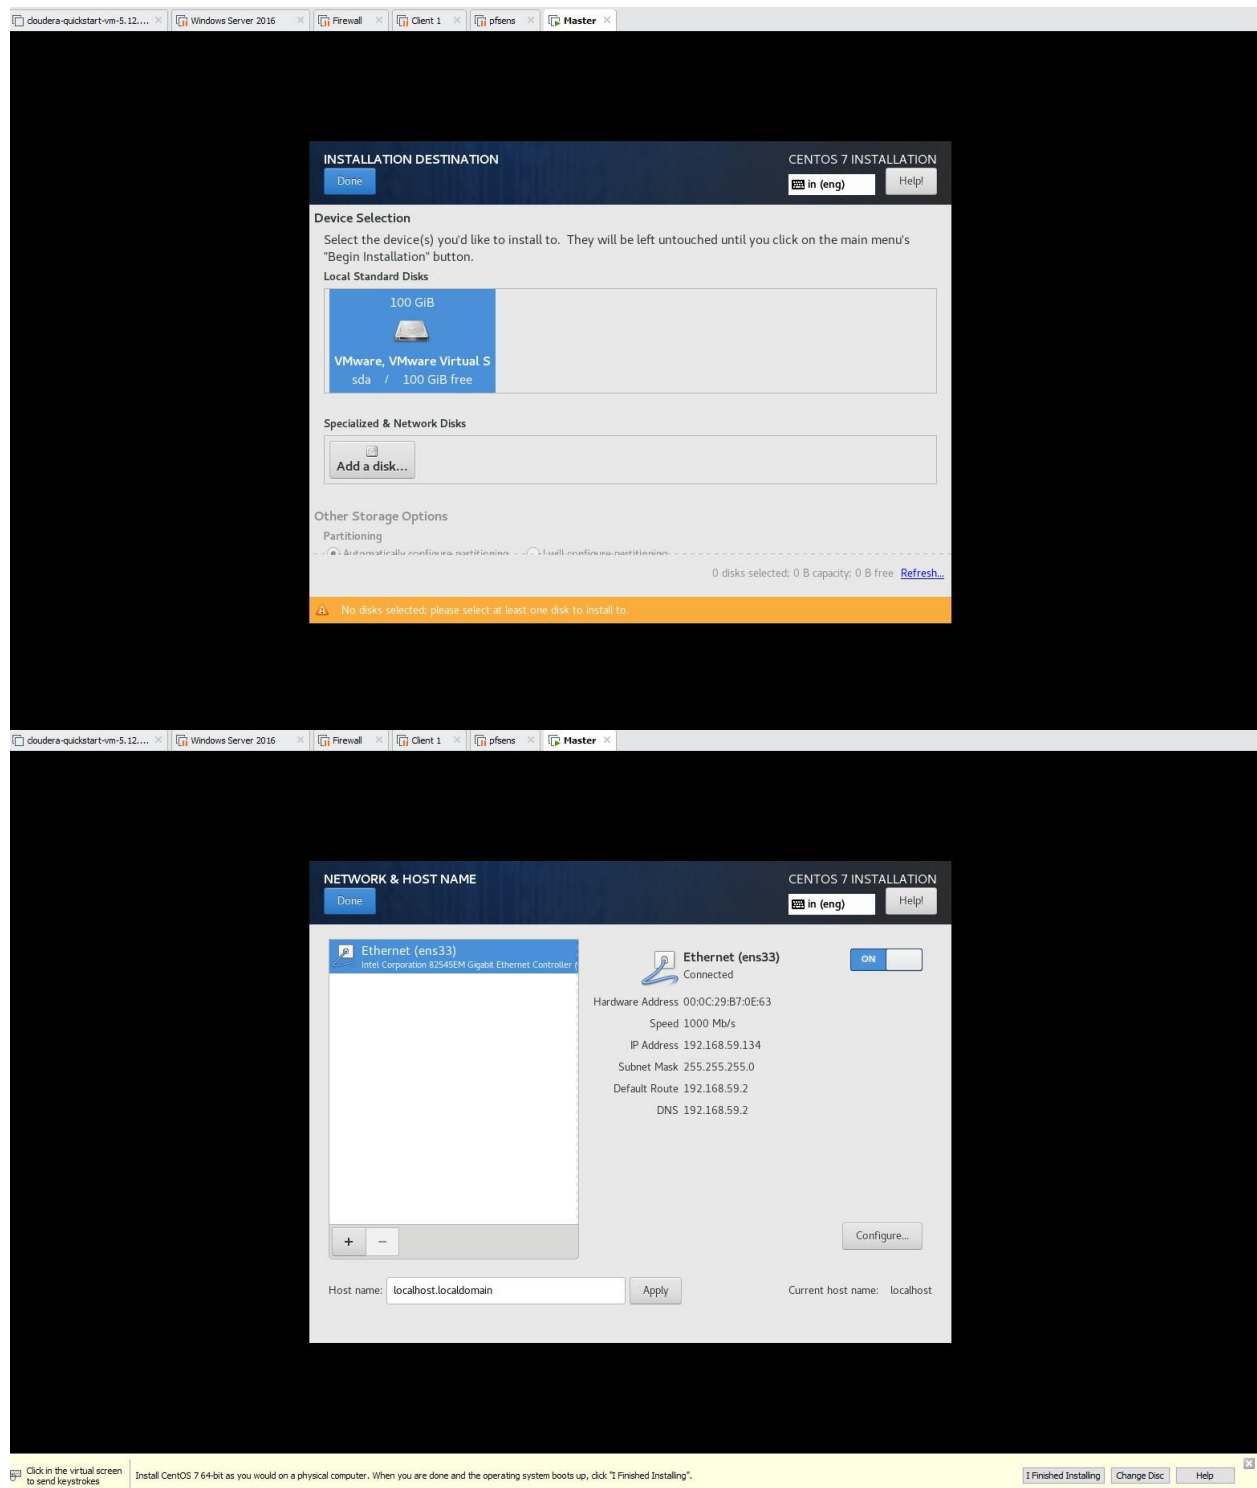 cloudera-quickstart-vm-5.12.... Windows Server 2016 Firewall Client 1 pfsens Master
INSTALLATION DESTINATION
CENTOS 7 INSTALLATION
Done
in (eng)
Help!
Device Selection
Select the device(s) you'd like to install to. They will be left untouched until you click on the main menu's
"Begin Installation" button.
Local Standard Disks
100 GiB
VMware, VMware Virtual S
sda / 100 GiB free
Specialized & Network Disks
Add a disk...
Other Storage Options
Partitioning
Automatically configure partitioning. I will configure partitioning.
0 disks selected; 0 B capacity; 0 B free Refresh...
No disks selected; please select at least one disk to install to.
cloudera-quickstart-vm-5.12.... Windows Server 2016 Firewall Client 1 pfsens Master
NETWORK & HOST NAME
CENTOS 7 INSTALLATION
Done
in (eng)
Help!
Ethernet (ens33)
Intel Corporation 82545EM Gigabit Ethernet Controller (
Ethernet (ens33)
Connected
ON
Hardware Address 00:0C:29:B7:0E:63
Speed 1000 Mb/s
IP Address 192.168.59.134
Subnet Mask 255.255.255.0
Default Route 192.168.59.2
DNS 192.168.59.2
+ −
Configure...
Host name: localhost.localdomain Apply Current host name: localhost
Click in the virtual screen
to send keystrokes
Install CentOS 7 64-bit as you would on a physical computer. When you are done and the operating system boots up, click "I Finished Installing".
I Finished Installing Change Disc Help